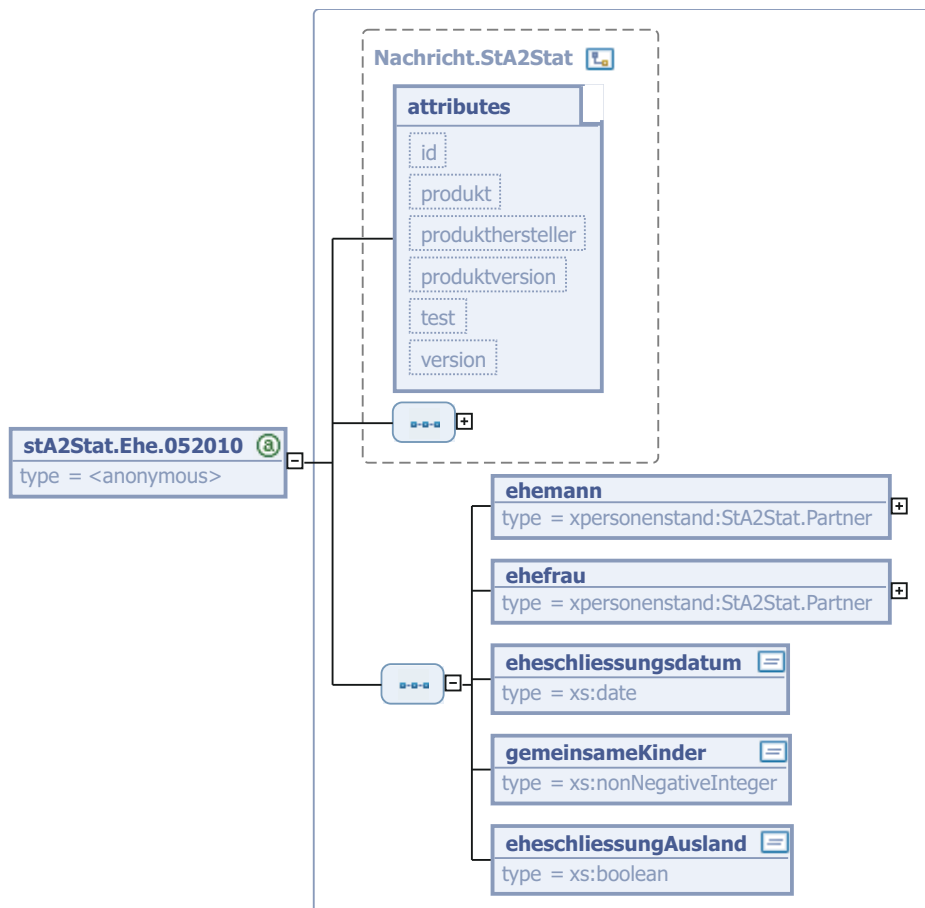 Nachricht.StA2Stat
attributes
id
produkt
produkthersteller
produktversion
test
version
stA2Stat.Ehe.052010 a
type = <anonymous>
ehemann
type = xpersonenstand:StA2Stat.Partner
ehefrau
type = xpersonenstand:StA2Stat.Partner
eheschliessungsdatum
type = xs:date
gemeinsameKinder
type = xs:nonNegativeInteger
eheschliessungAusland
type = xs:boolean